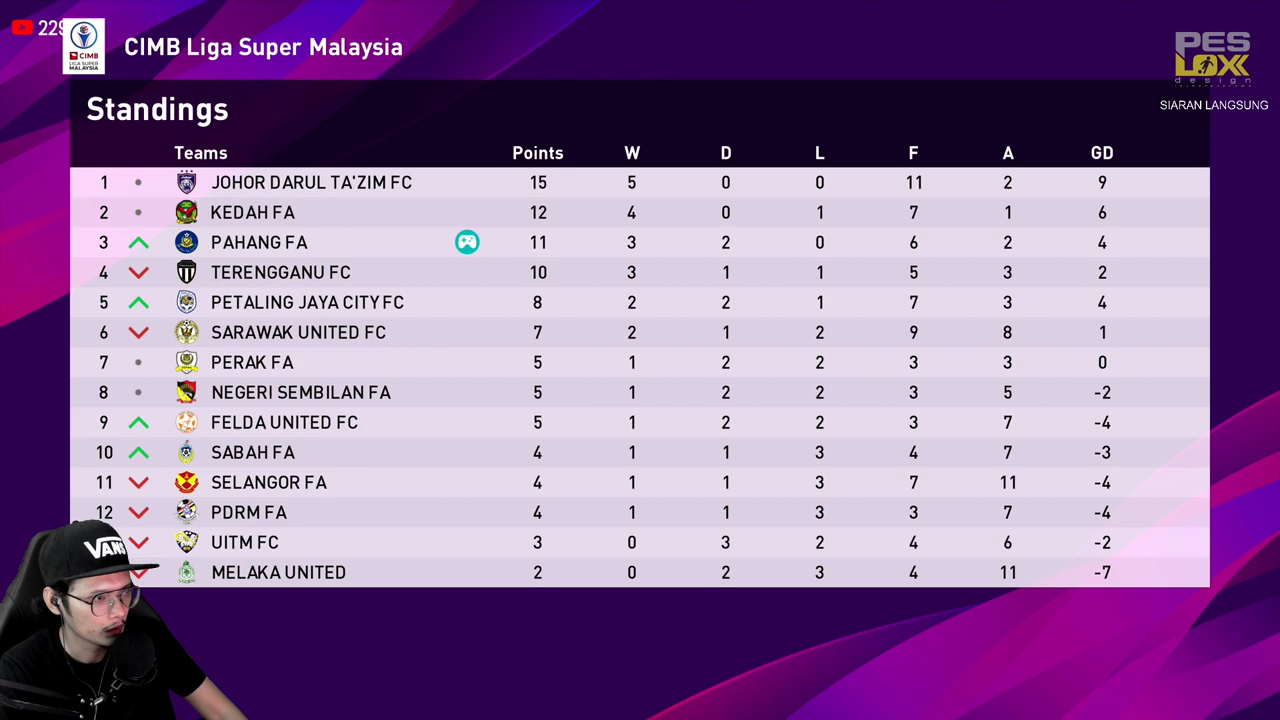 229
CIMB Liga Super Malaysia
CIMB
LIGA SUPER
MALAYSIA
PES
LOXX
design
SIARAN LANGSUNG
Standings
Teams Points W D L F A GD
1 JOHOR DARUL TA'ZIM FC 15 5 0 0 11 2 9
2 KEDAH FA 12 4 0 1 7 1 6
3 PAHANG FA 11 3 2 0 6 2 4
4 TERENGGANU FC 10 3 1 1 5 3 2
5 PETALING JAYA CITY FC 8 2 2 1 7 3 4
6 SARAWAK UNITED FC 7 2 1 2 9 8 1
7 PERAK FA 5 1 2 2 3 3 0
8 NEGERI SEMBILAN FA 5 1 2 2 3 5 -2
9 FELDA UNITED FC 5 1 2 2 3 7 -4
10 SABAH FA 4 1 1 3 4 7 -3
11 SELANGOR FA 4 1 1 3 7 11 -4
12 PDRM FA 4 1 1 3 3 7 -4
UITM FC 3 0 3 2 4 6 -2
MELAKA UNITED 2 0 2 3 4 11 -7
VANS